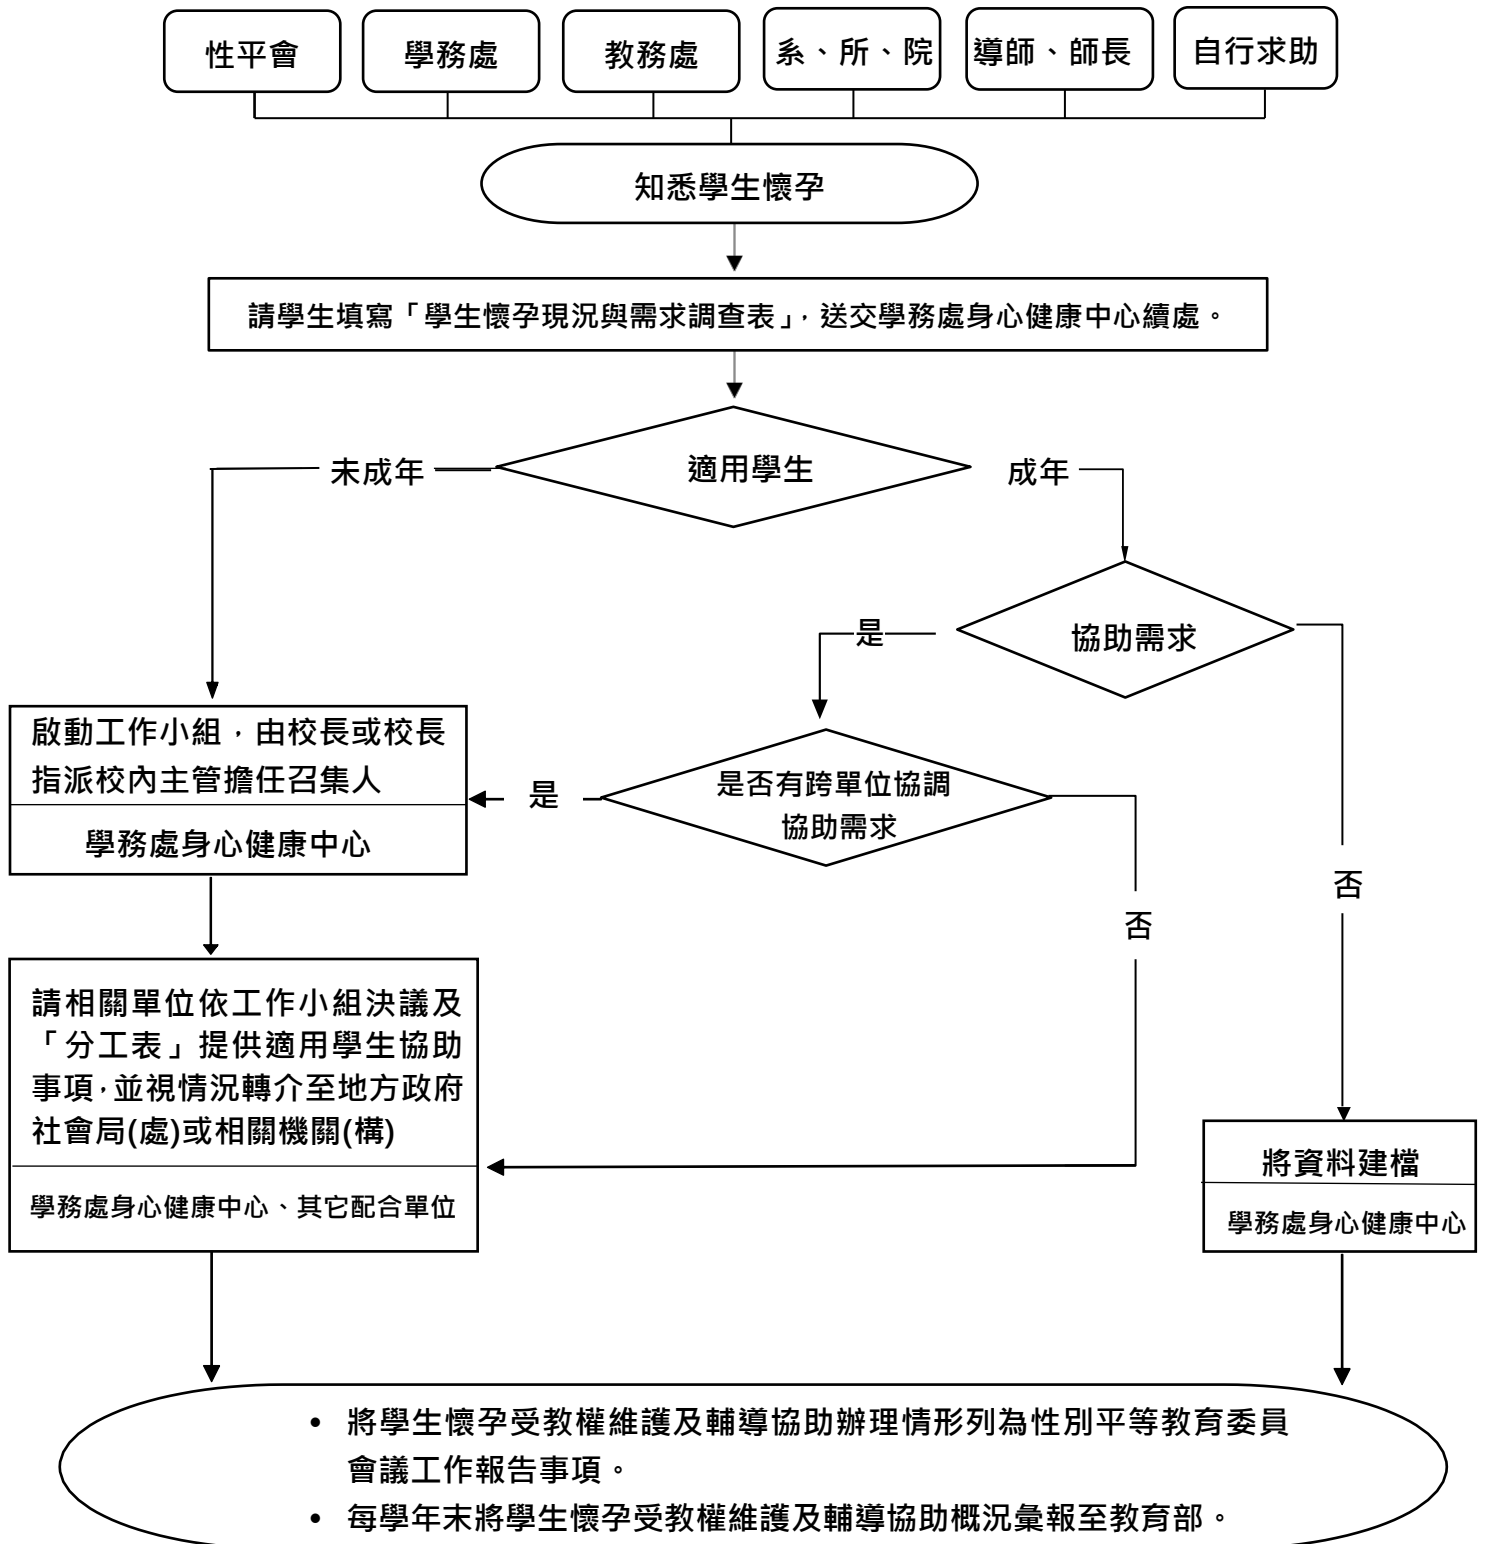 性平會
學務處
教務處
系、所、院
導師、師長
自行求助
知悉學生懷孕
請學生填寫「學生懷孕現況與需求調查表」，送交學務處身心健康中心續處。
適用學生
未成年
成年
協助需求
是
否
是否有跨單位協調
協助需求
是
否
啟動工作小組，由校長或校長
指派校內主管擔任召集人
學務處身心健康中心
請相關單位依工作小組決議及
「分工表」提供適用學生協助
事項，並視情況轉介至地方政府
社會局(處)或相關機關(構)
學務處身心健康中心、其它配合單位
將資料建檔
學務處身心健康中心
• 將學生懷孕受教權維護及輔導協助辦理情形列為性別平等教育委員
會議工作報告事項。
• 每學年末將學生懷孕受教權維護及輔導協助概況彙報至教育部。